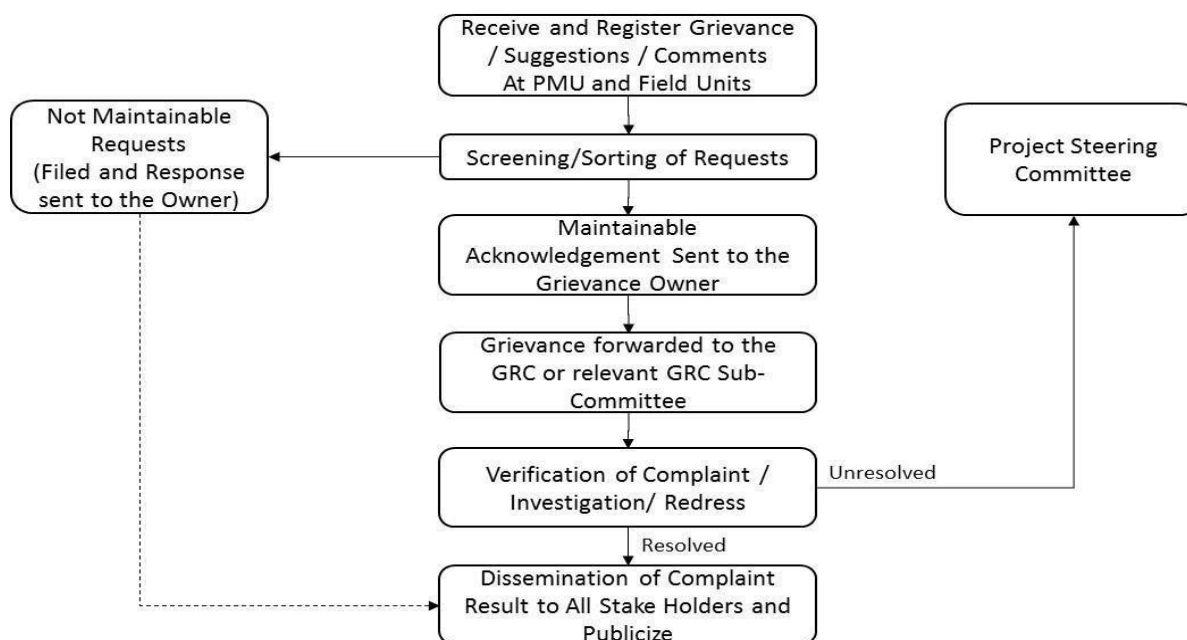 Receive and Register Grievance
/ Suggestions / Comments
At PMU and Field Units
Not Maintainable
Requests
(Filed and Response
sent to the Owner)
Screening/Sorting of Requests
Project Steering
Committee
Maintainable
Acknowledgement Sent to the
Grievance Owner
Grievance forwarded to the
GRC or relevant GRC Sub-
Committee
Verification of Complaint /
Investigation/ Redress
Unresolved
Resolved
Dissemination of Complaint
Result to All Stake Holders and
Publicize